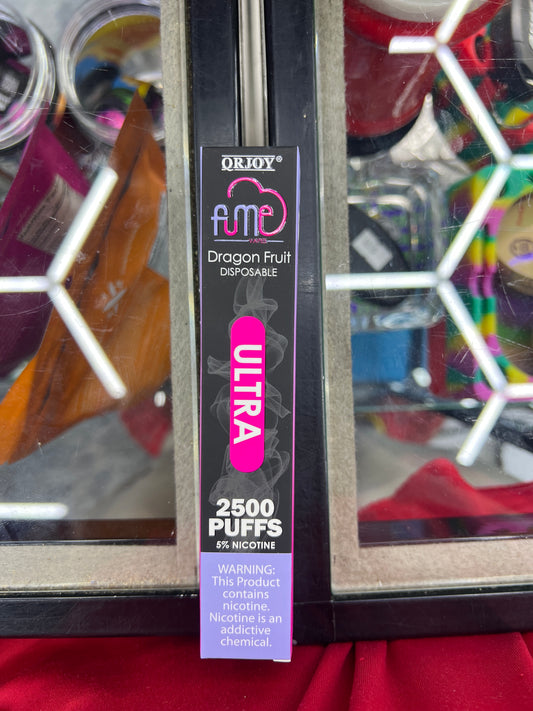 QRJOY®
fume
Dragon Fruit
DISPOSABLE
ULTRA
2500
PUFFS
5% NICOTINE
WARNING:
This Product
contains
nicotine.
Nicotine is an
addictive
chemical.